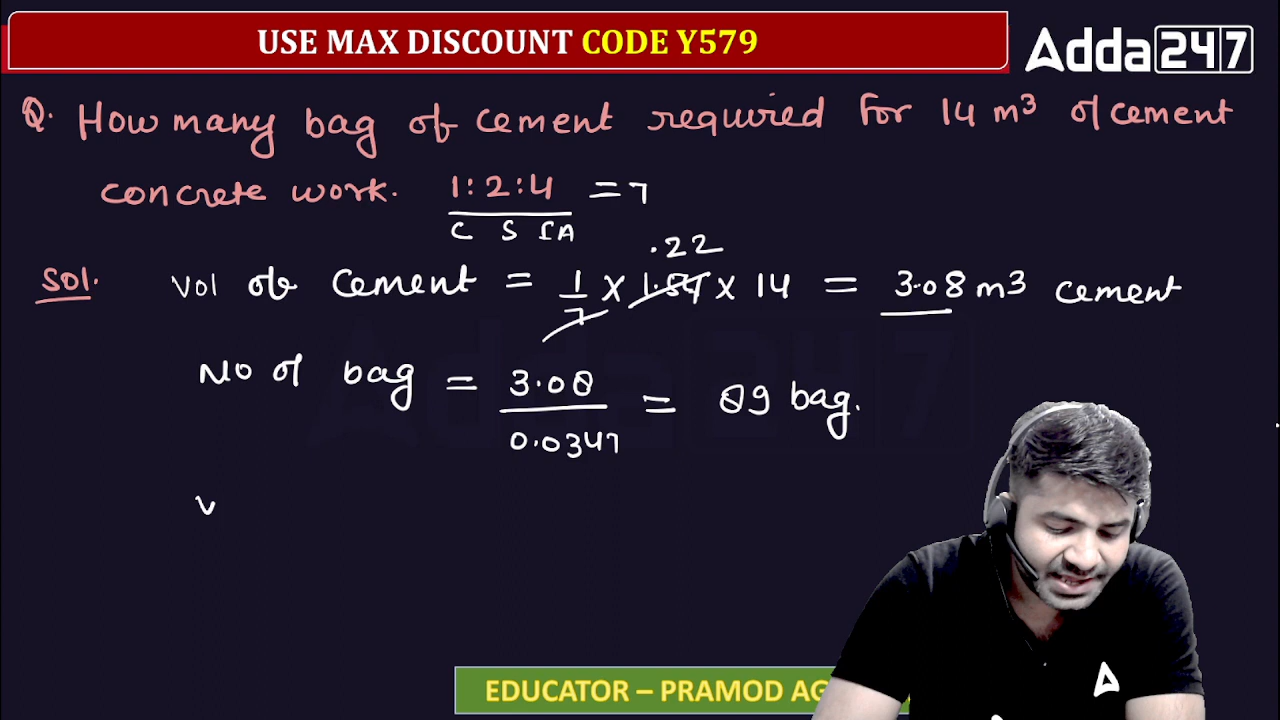 USE MAX DISCOUNT CODE Y579
Adda247
Q. How many bag of cement required for 14 m³ of cement
concrete work. 1:2:4 = 7
C S CA
.22
Sol. Vol of cement = 1/7 × 1.54 × 14 = 3.08 m3 cement
No of bag = 3.08/0.0347 = 89 bag.
V
EDUCATOR – PRAMOD AG